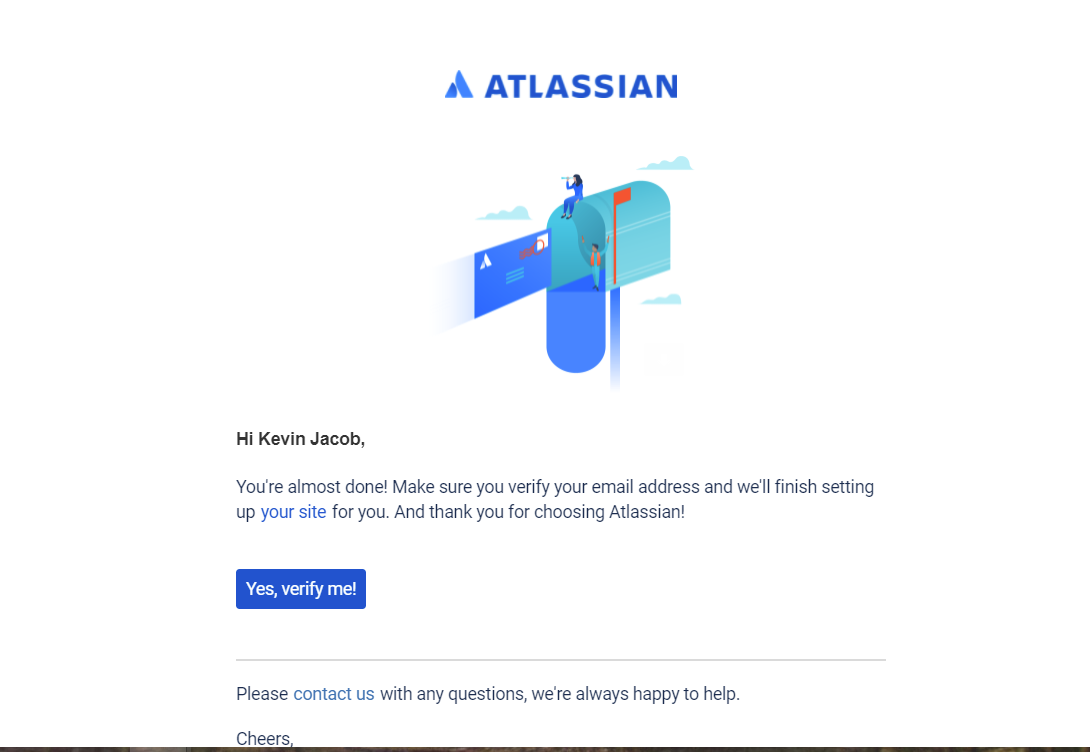 ATLASSIAN
Hi Kevin Jacob,
You're almost done! Make sure you verify your email address and we'll finish setting
up your site for you. And thank you for choosing Atlassian!
Yes, verify me!
Please contact us with any questions, we're always happy to help.
Cheers,